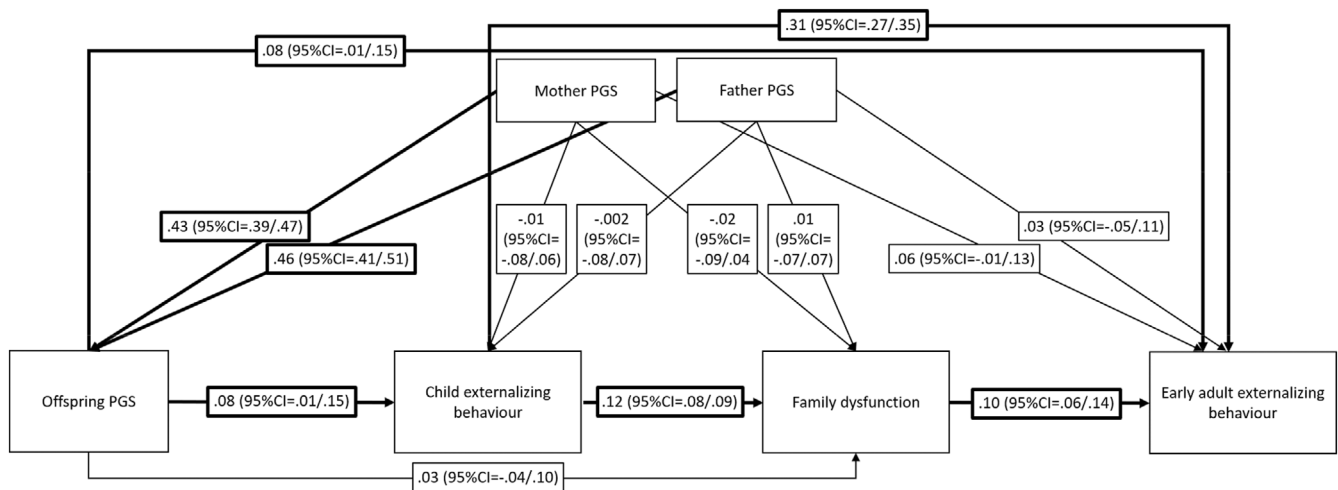 .31 (95%CI=.27/.35)
.08 (95%CI=.01/.15)
Mother PGS
Father PGS
.43 (95%CI=.39/.47)
.46 (95%CI=.41/.51)
-.01
(95%CI=
-.08/.06)
-.002
(95%CI=
-.08/.07)
-.02
(95%CI=
-.09/.04
.01
(95%CI=
-.07/.07)
.03 (95%CI=-.05/.11)
.06 (95%CI=-.01/.13)
Offspring PGS
.08 (95%CI=.01/.15)
Child externalizing
behaviour
.12 (95%CI=.08/.09)
Family dysfunction
.10 (95%CI=.06/.14)
Early adult externalizing
behaviour
.03 (95%CI=-.04/.10)